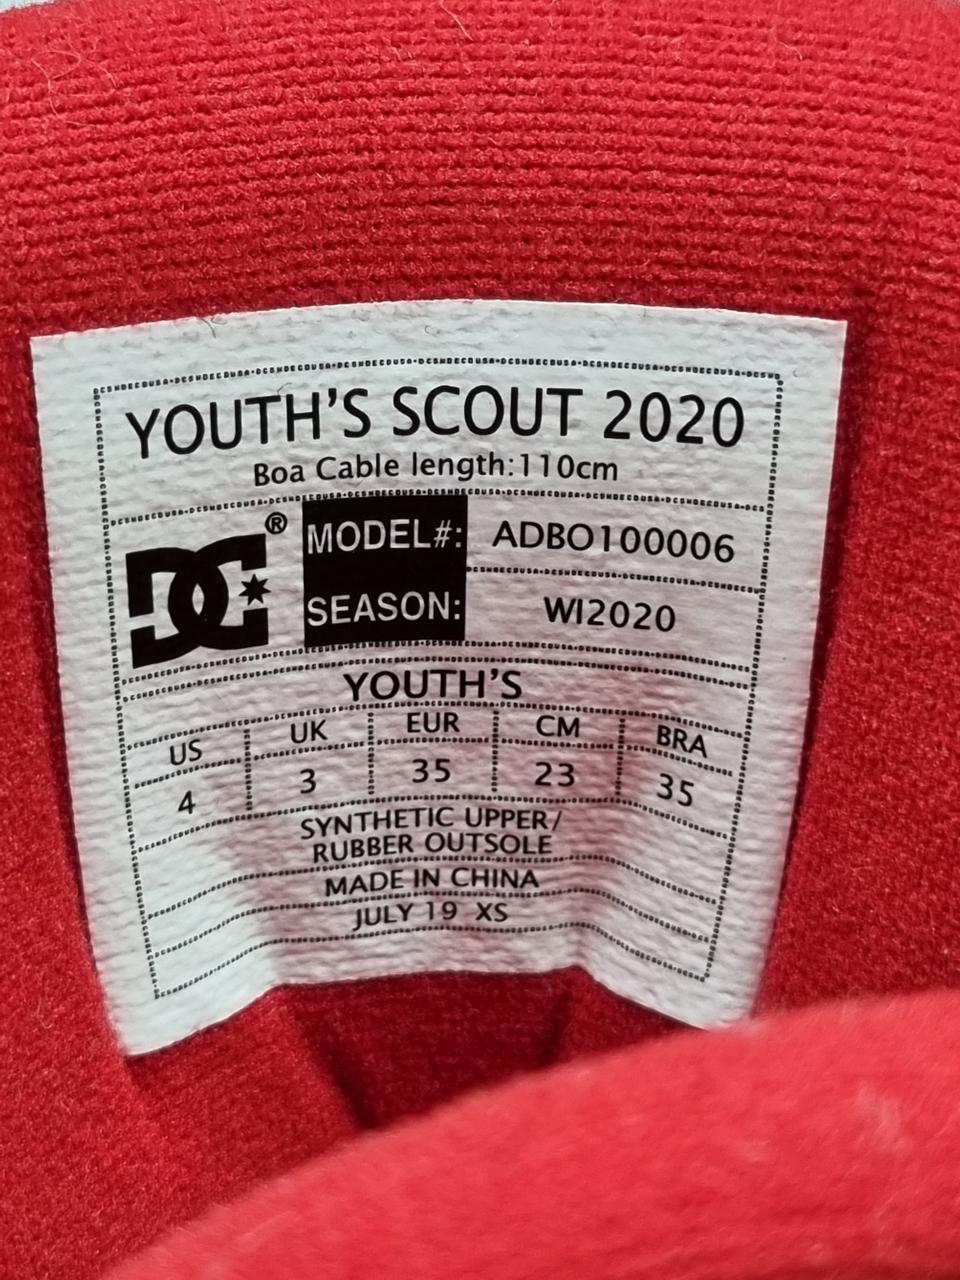 YOUTH'S SCOUT 2020
Boa Cable length:110cm
DC®
MODEL#: ADBO100006
SEASON: WI2020
YOUTH'S
US UK EUR CM BRA
4 3 35 23 35
SYNTHETIC UPPER/
RUBBER OUTSOLE
MADE IN CHINA
JULY 19 XS